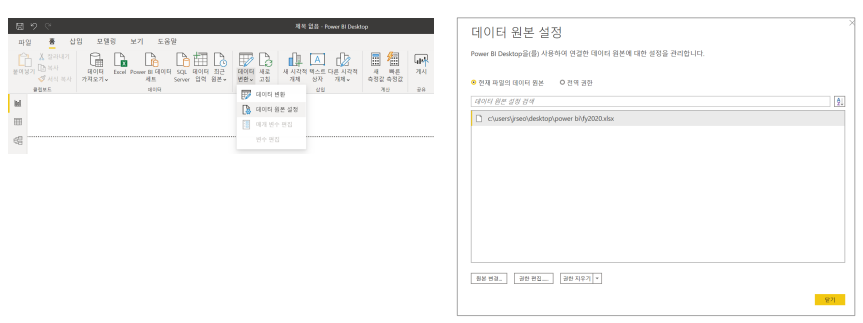 제목 없음 - Power BI Desktop
파일 홈 삽입 모델링 보기 도움말
붙여넣기
잘라내기
복사
서식 복사
클립보드
데이터 가져오기
Excel
Power BI 데이터 세트
SQL Server
데이터 입력
최근 원본
데이터
데이터 변환
새로 고침
데이터 변환
데이터 원본 설정
매개 변수 편집
변수 편집
새 시각적 개체
텍스트 상자
다른 시각적 개체
삽입
새 측정값
빠른 측정값
계산
게시
공유
데이터 원본 설정
Power BI Desktop을(를) 사용하여 연결한 데이터 원본에 대한 설정을 관리합니다.
현재 파일의 데이터 원본 전역 권한
데이터 원본 설정 검색
c:\users\jrseo\desktop\power bi\fy2020.xlsx
원본 변경... 권한 편집... 권한 지우기
닫기